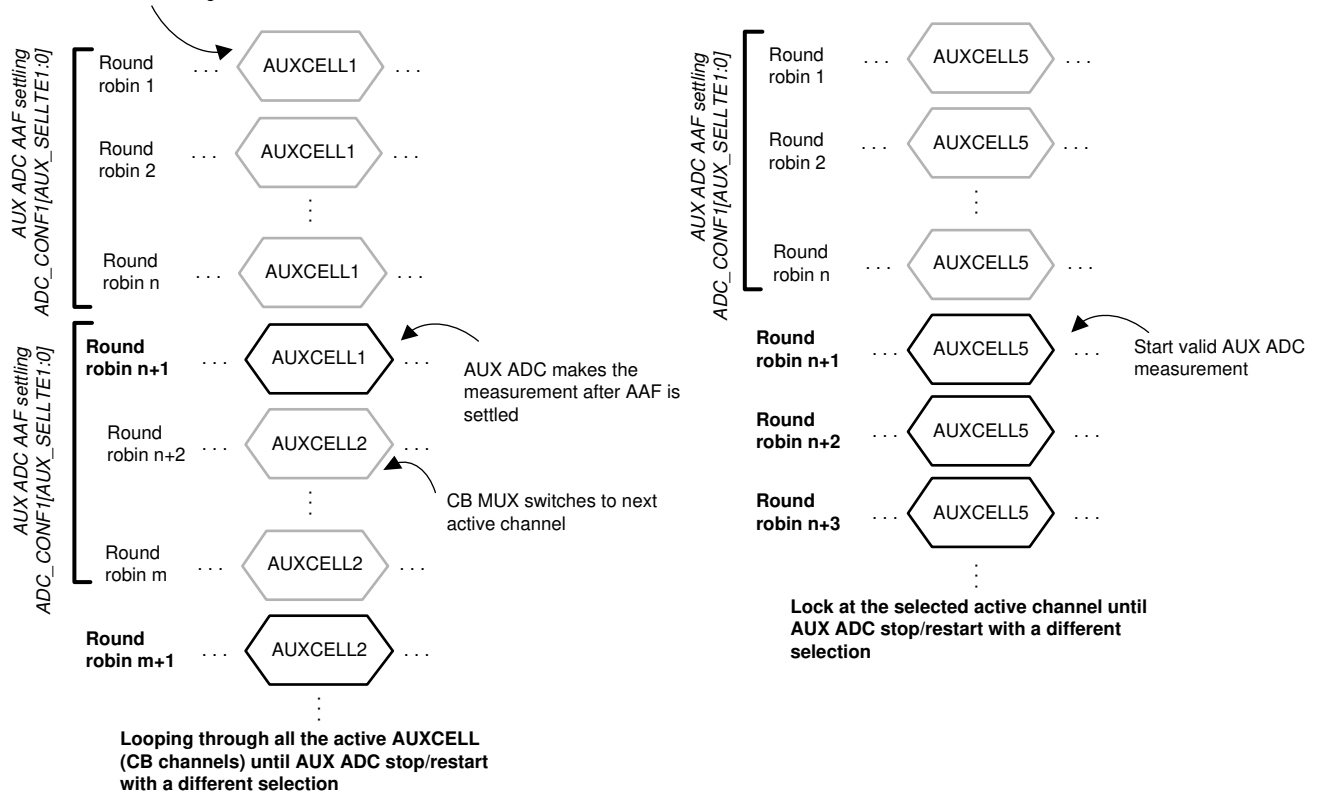 AUX ADC AAF settling
ADC_CONF1[AUX_SELLTE1:0]
Round
robin 1
. . .
AUXCELL1
. . .
Round
robin 2
. . .
AUXCELL1
. . .
Round
robin n
. . .
AUXCELL1
. . .
AUX ADC AAF settling
ADC_CONF1[AUX_SELLTE1:0]
Round
robin n+1
. . .
AUXCELL1
. . .
AUX ADC makes the
measurement after AAF is
settled
Round
robin n+2
. . .
AUXCELL2
. . .
CB MUX switches to next
active channel
Round
robin m
. . .
AUXCELL2
. . .
Round
robin m+1
. . .
AUXCELL2
. . .
Looping through all the active AUXCELL
(CB channels) until AUX ADC stop/restart
with a different selection
AUX ADC AAF settling
ADC_CONF1[AUX_SELLTE1:0]
Round
robin 1
. . .
AUXCELL5
. . .
Round
robin 2
. . .
AUXCELL5
. . .
Round
robin n
. . .
AUXCELL5
. . .
Round
robin n+1
. . .
AUXCELL5
. . .
Start valid AUX ADC
measurement
Round
robin n+2
. . .
AUXCELL5
. . .
Round
robin n+3
. . .
AUXCELL5
. . .
Lock at the selected active channel until
AUX ADC stop/restart with a different
selection